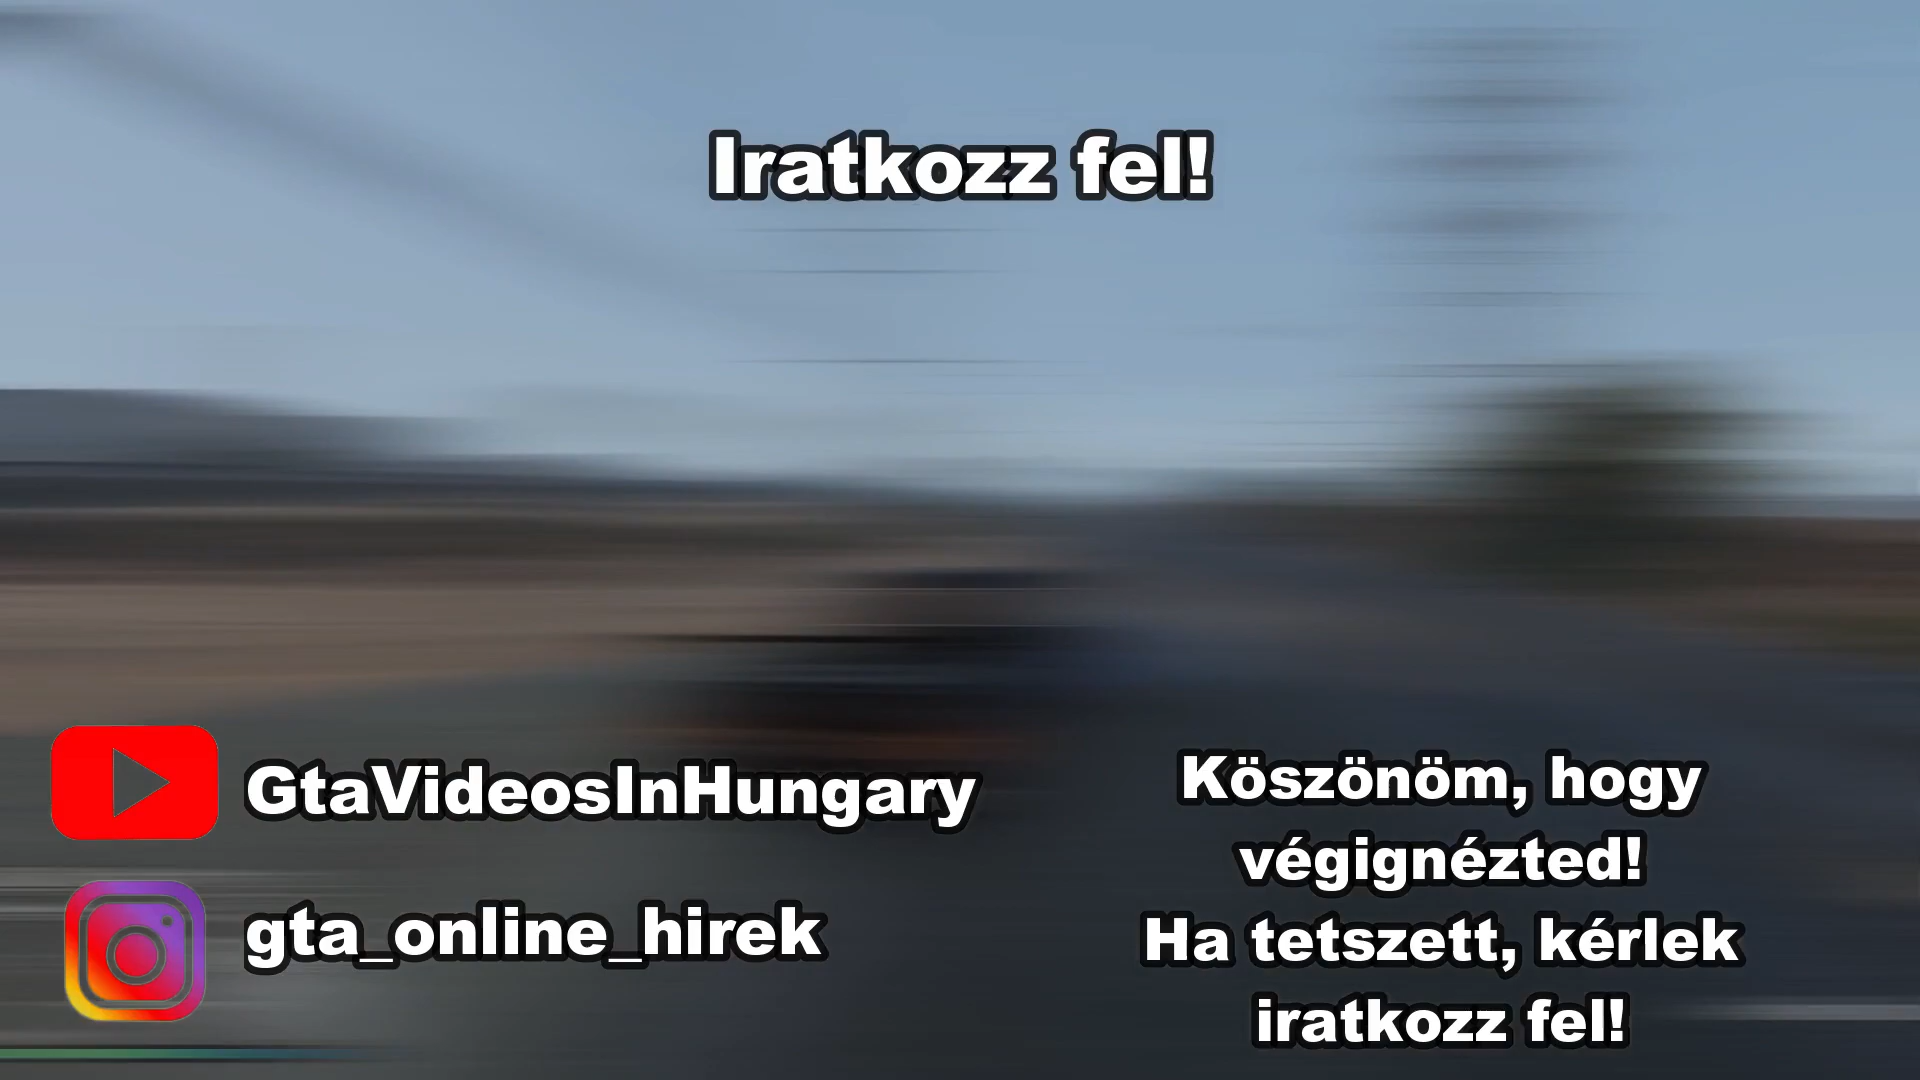 Iratkozz fel!
GtaVideosInHungary
gta_online_hirek
Köszönöm, hogy
végignézted!
Ha tetszett, kérlek
iratkozz fel!